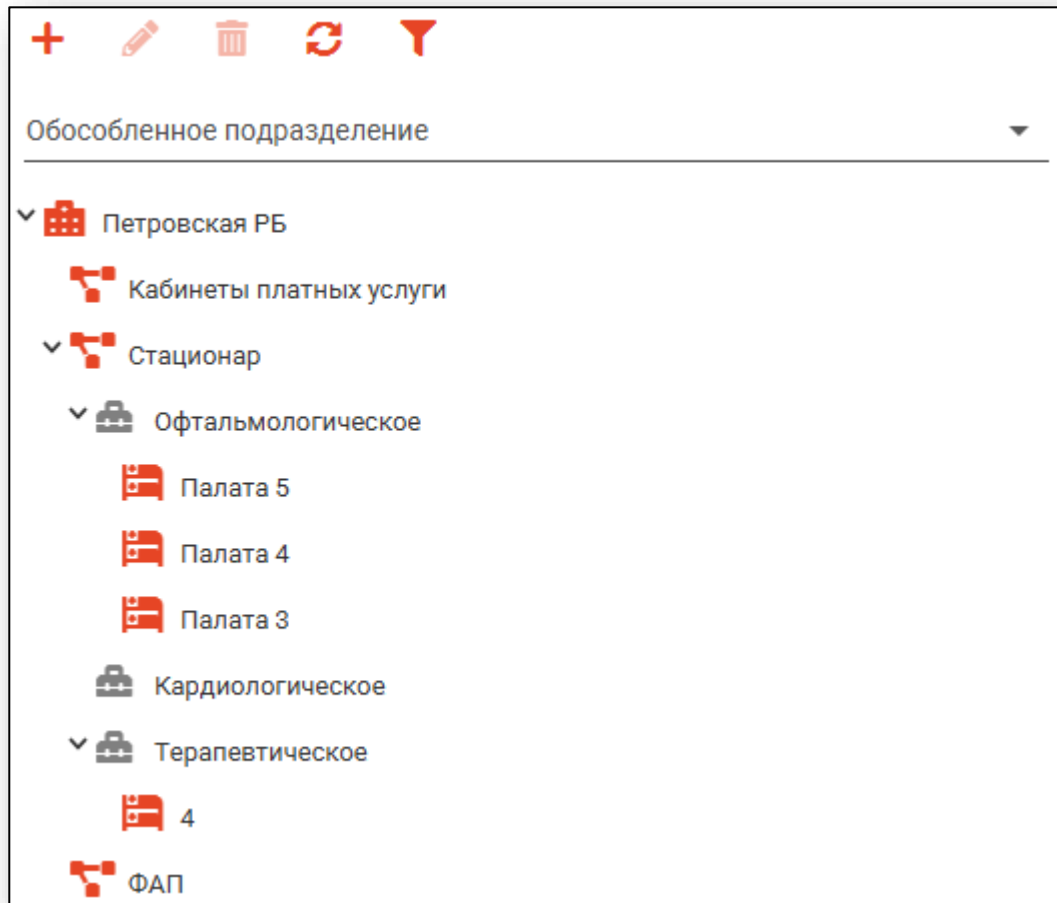 Обособленное подразделение
Петровская РБ
Кабинеты платных услуги
Стационар
Офтальмологическое
Палата 5
Палата 4
Палата 3
Кардиологическое
Терапевтическое
4
ФАП